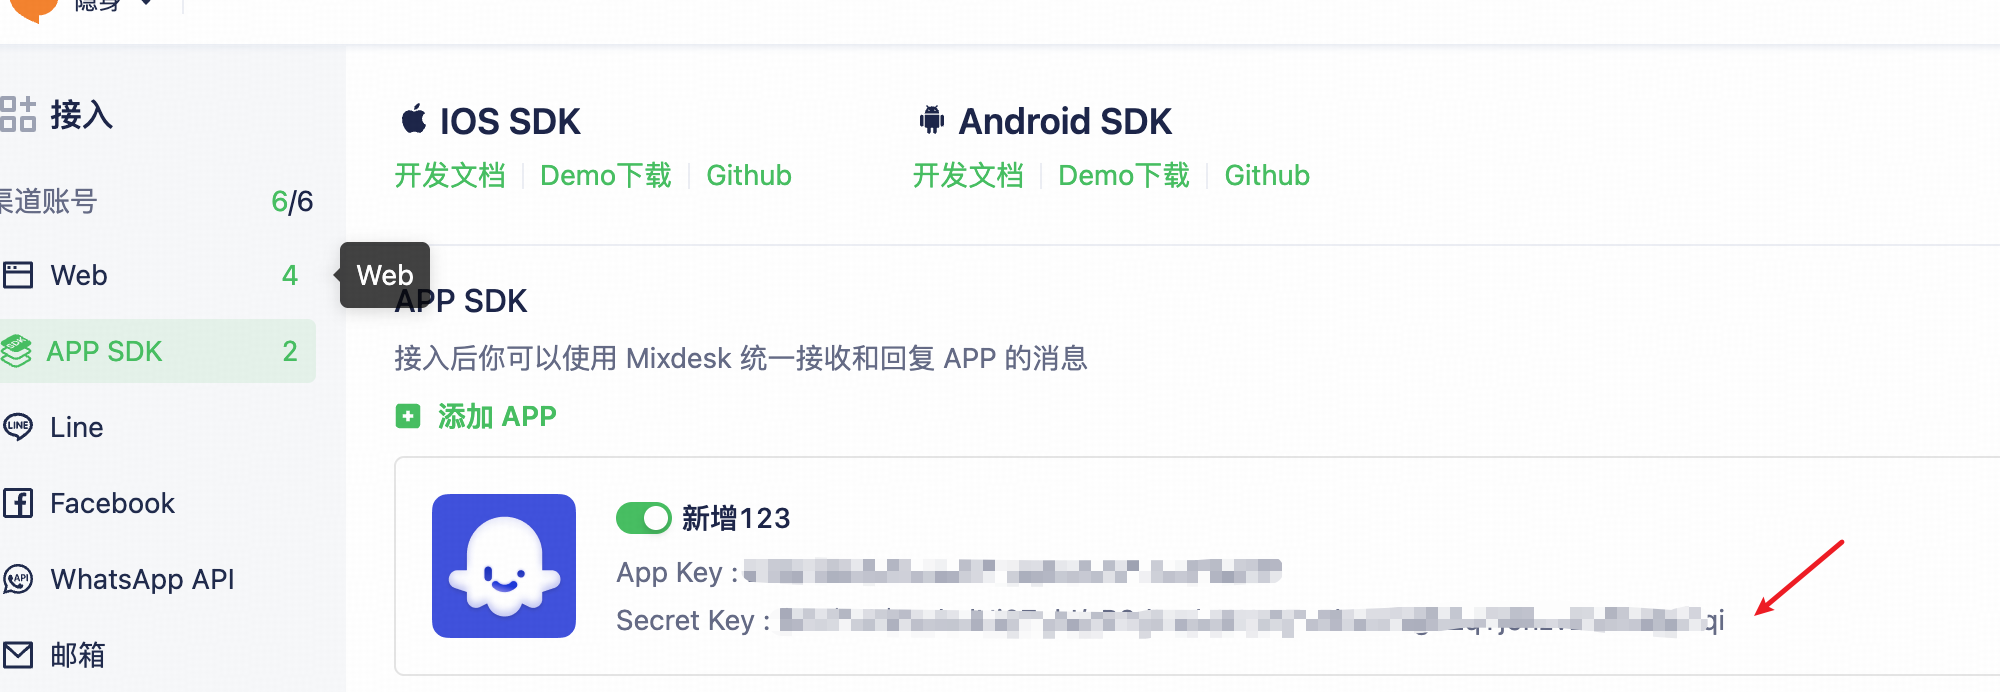 隐身
接入
渠道账号 6/6
Web 4
APP SDK 2
Line
Facebook
WhatsApp API
邮箱
Web
IOS SDK
开发文档 Demo下载 Github
Android SDK
开发文档 Demo下载 Github
APP SDK
接入后你可以使用 Mixdesk 统一接收和回复 APP 的消息
添加 APP
新增123
App Key :
Secret Key : qi